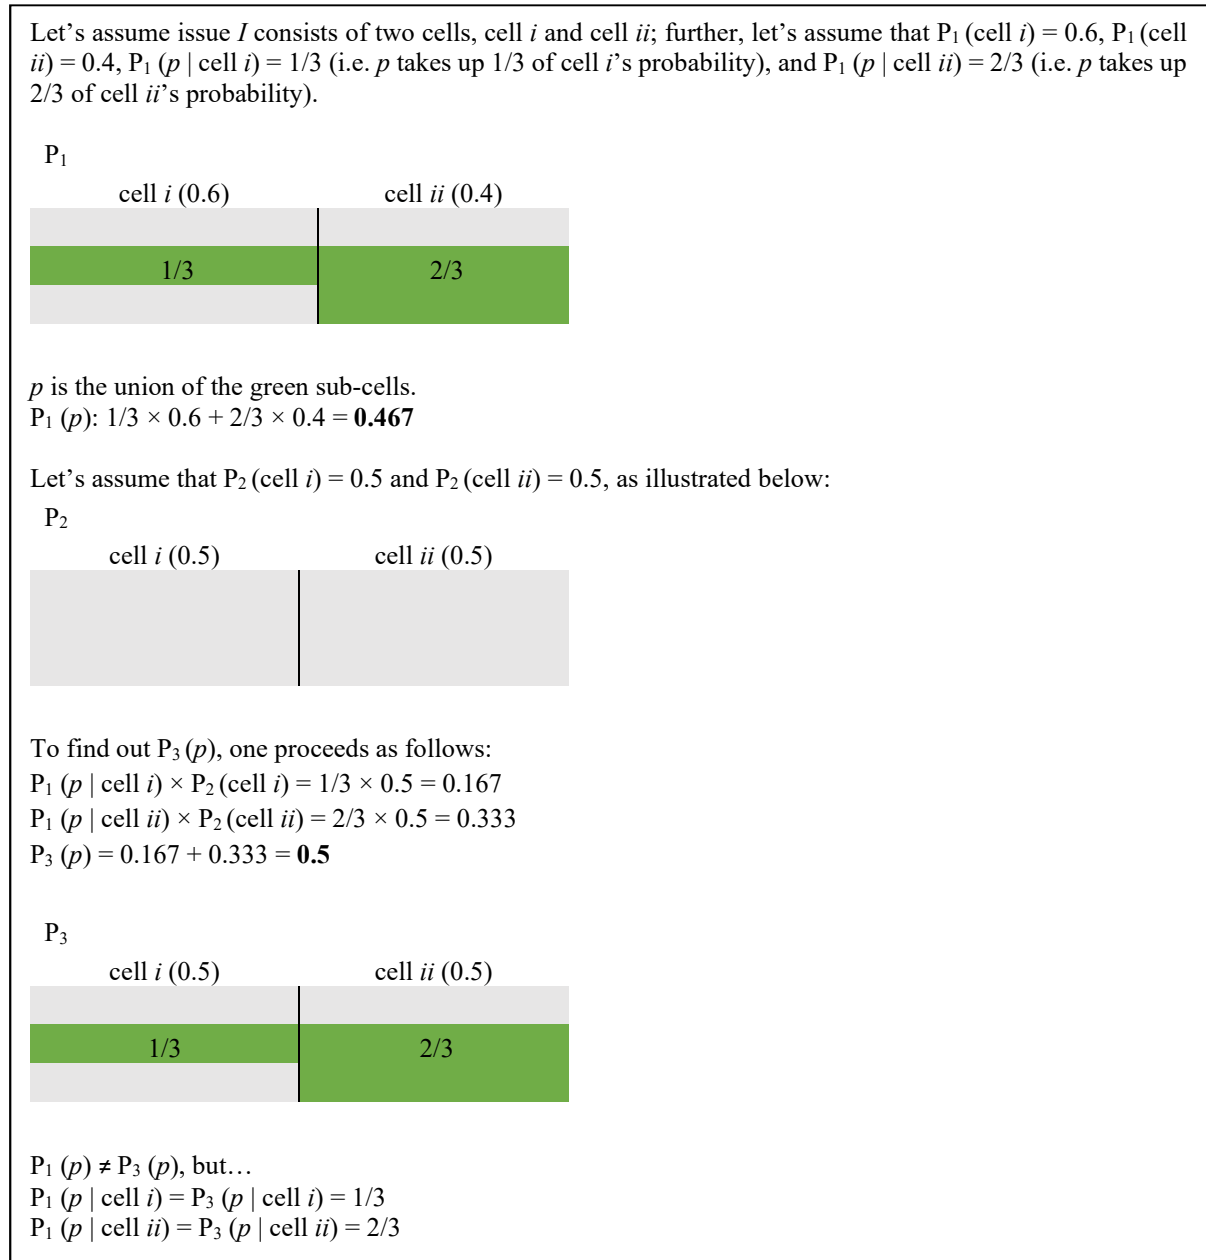 Let’s assume issue I consists of two cells, cell i and cell ii; further, let’s assume that P₁ (cell i) = 0.6, P₁ (cell
ii) = 0.4, P₁ (p | cell i) = 1/3 (i.e. p takes up 1/3 of cell i’s probability), and P₁ (p | cell ii) = 2/3 (i.e. p takes up
2/3 of cell ii’s probability).
P₁
cell i (0.6) cell ii (0.4)
1/3 2/3
p is the union of the green sub-cells.
P₁ (p): 1/3 × 0.6 + 2/3 × 0.4 = 0.467
Let’s assume that P₂ (cell i) = 0.5 and P₂ (cell ii) = 0.5, as illustrated below:
P₂
cell i (0.5) cell ii (0.5)
To find out P₃ (p), one proceeds as follows:
P₁ (p | cell i) × P₂ (cell i) = 1/3 × 0.5 = 0.167
P₁ (p | cell ii) × P₂ (cell ii) = 2/3 × 0.5 = 0.333
P₃ (p) = 0.167 + 0.333 = 0.5
P₃
cell i (0.5) cell ii (0.5)
1/3 2/3
P₁ (p) ≠ P₃ (p), but…
P₁ (p | cell i) = P₃ (p | cell i) = 1/3
P₁ (p | cell ii) = P₃ (p | cell ii) = 2/3